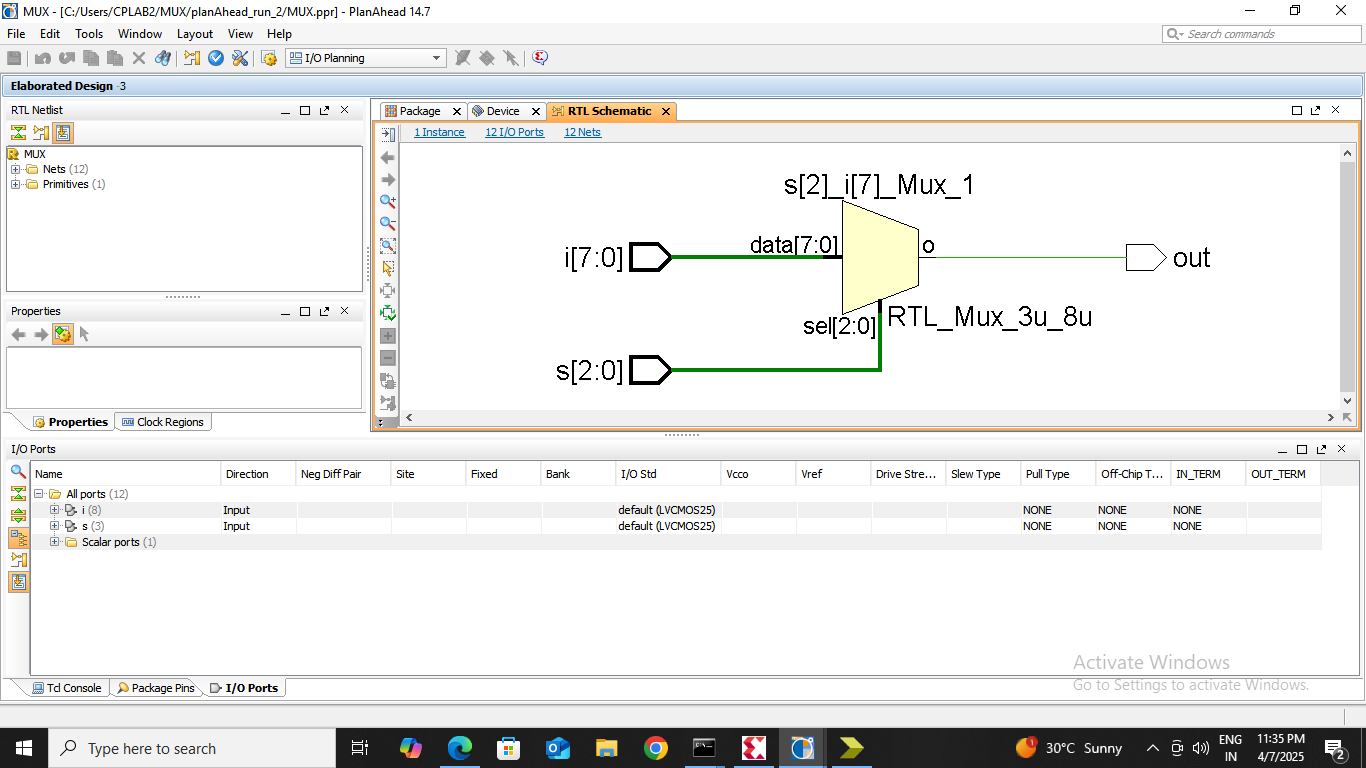 MUX - [C:/Users/CPLAB2/MUX/planAhead_run_2/MUX.ppr] - PlanAhead 14.7
File Edit Tools Window Layout View Help
Search commands
I/O Planning
Elaborated Design -3
RTL Netlist
MUX
Nets (12)
Primitives (1)
Properties
Properties Clock Regions
Package Device RTL Schematic
1 Instance 12 I/O Ports 12 Nets
s[2]_i[7]_Mux_1
i[7:0] data[7:0] o out
sel[2:0] RTL_Mux_3u_8u
s[2:0]
I/O Ports
Name Direction Neg Diff Pair Site Fixed Bank I/O Std Vcco Vref Drive Stre... Slew Type Pull Type Off-Chip T... IN_TERM OUT_TERM
All ports (12)
i (8) Input default (LVCMOS25) NONE NONE NONE
s (3) Input default (LVCMOS25) NONE NONE NONE
Scalar ports (1)
Activate Windows
Go to Settings to activate Windows.
Tcl Console Package Pins I/O Ports
Type here to search
30°C Sunny
ENG
IN
11:35 PM
4/7/2025
2